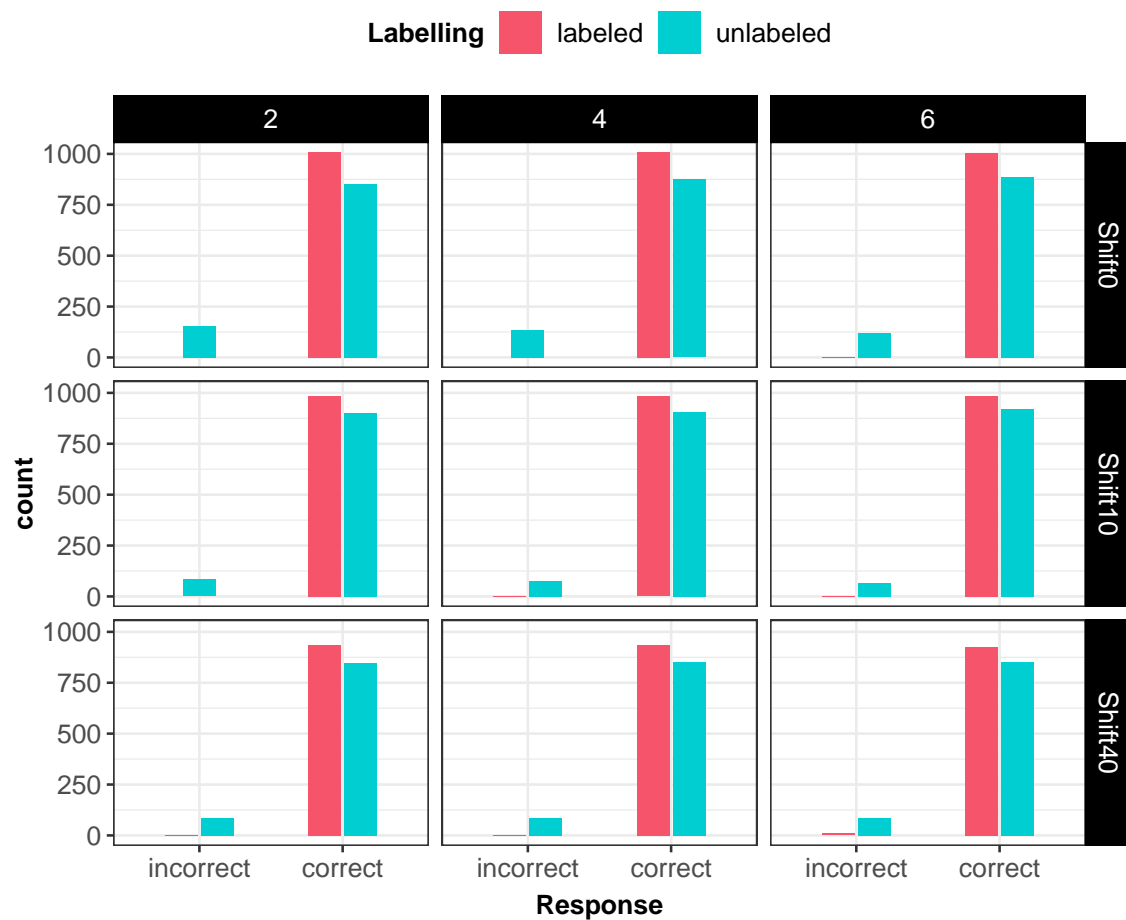 Labelling labeled unlabeled
2 4 6
1000
750
500
250
0
Shift0
1000
750
500
250
0
Shift10
1000
750
500
250
0
Shift40
count
incorrect correct incorrect correct incorrect correct
Response